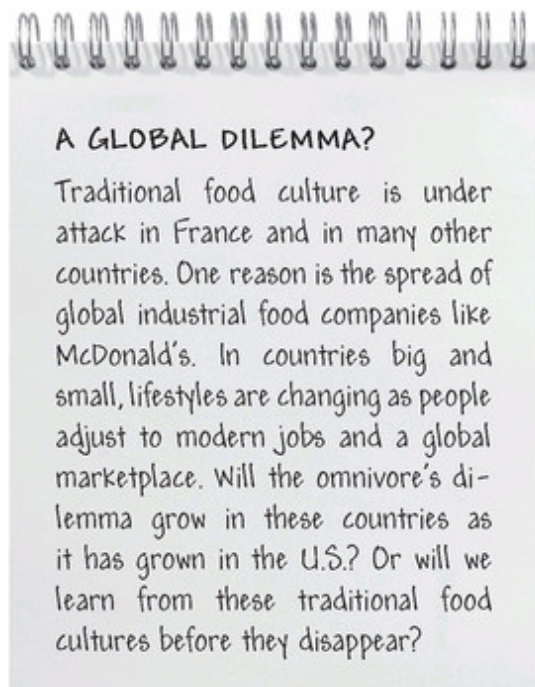 A GLOBAL DILEMMA?
Traditional food culture is under
attack in France and in many other
countries. One reason is the spread of
global industrial food companies like
McDonald's. In countries big and
small, lifestyles are changing as people
adjust to modern jobs and a global
marketplace. Will the omnivore's di-
lemma grow in these countries as
it has grown in the U.S.? Or will we
learn from these traditional food
cultures before they disappear?